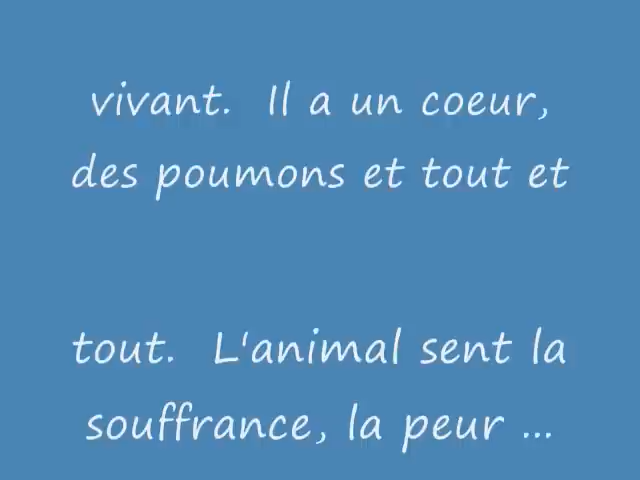 vivant. Il a un coeur,
des poumons et tout et
tout. L'animal sent la
souffrance, la peur ...